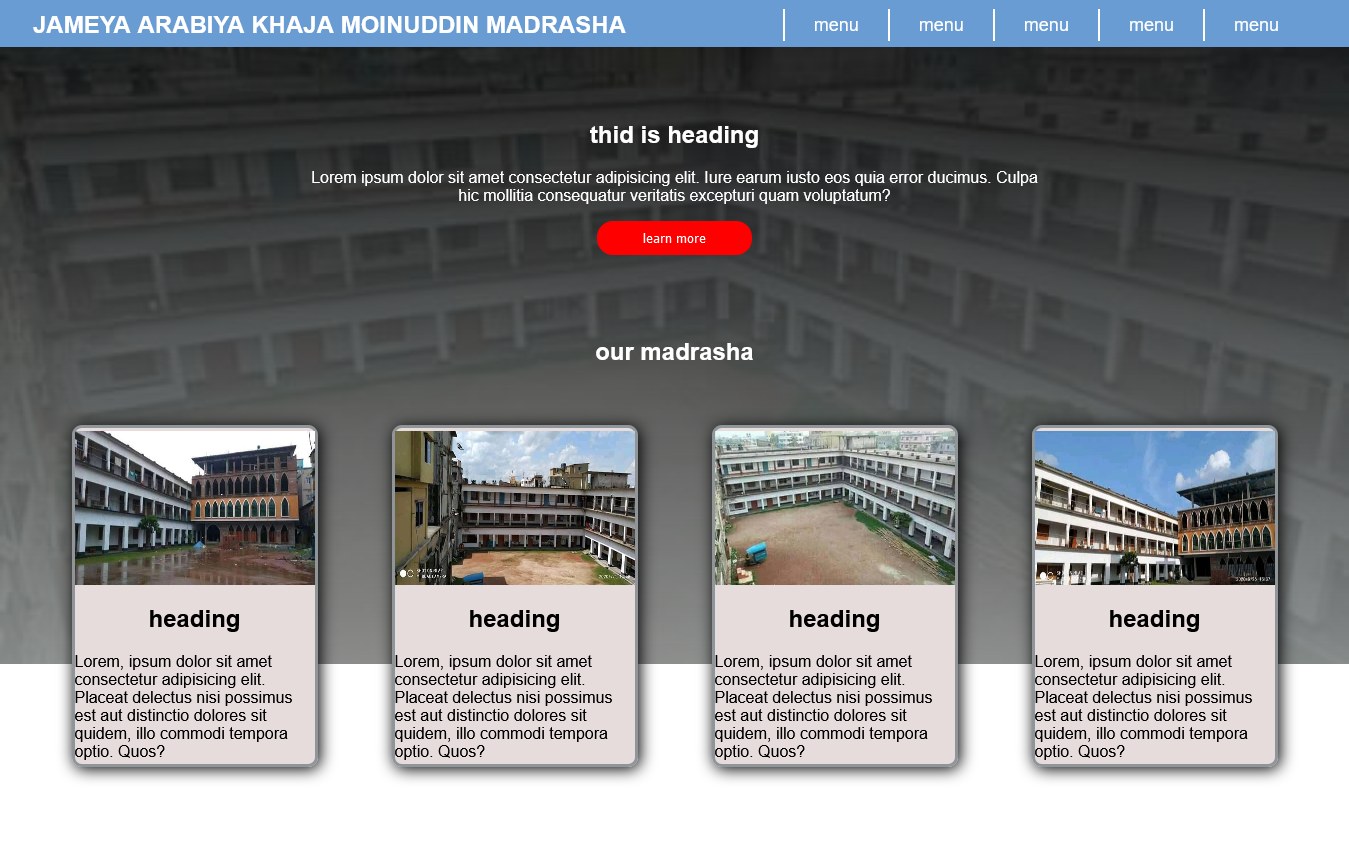 JAMEYA ARABIYA KHAJA MOINUDDIN MADRASHA
menu menu menu menu menu
thid is heading
Lorem ipsum dolor sit amet consectetur adipisicing elit. Iure earum iusto eos quia error ducimus. Culpa
hic mollitia consequatur veritatis excepturi quam voluptatum?
learn more
our madrasha
heading
Lorem, ipsum dolor sit amet
consectetur adipisicing elit.
Placeat delectus nisi possimus
est aut distinctio dolores sit
quidem, illo commodi tempora
optio. Quos?
heading
Lorem, ipsum dolor sit amet
consectetur adipisicing elit.
Placeat delectus nisi possimus
est aut distinctio dolores sit
quidem, illo commodi tempora
optio. Quos?
heading
Lorem, ipsum dolor sit amet
consectetur adipisicing elit.
Placeat delectus nisi possimus
est aut distinctio dolores sit
quidem, illo commodi tempora
optio. Quos?
heading
Lorem, ipsum dolor sit amet
consectetur adipisicing elit.
Placeat delectus nisi possimus
est aut distinctio dolores sit
quidem, illo commodi tempora
optio. Quos?